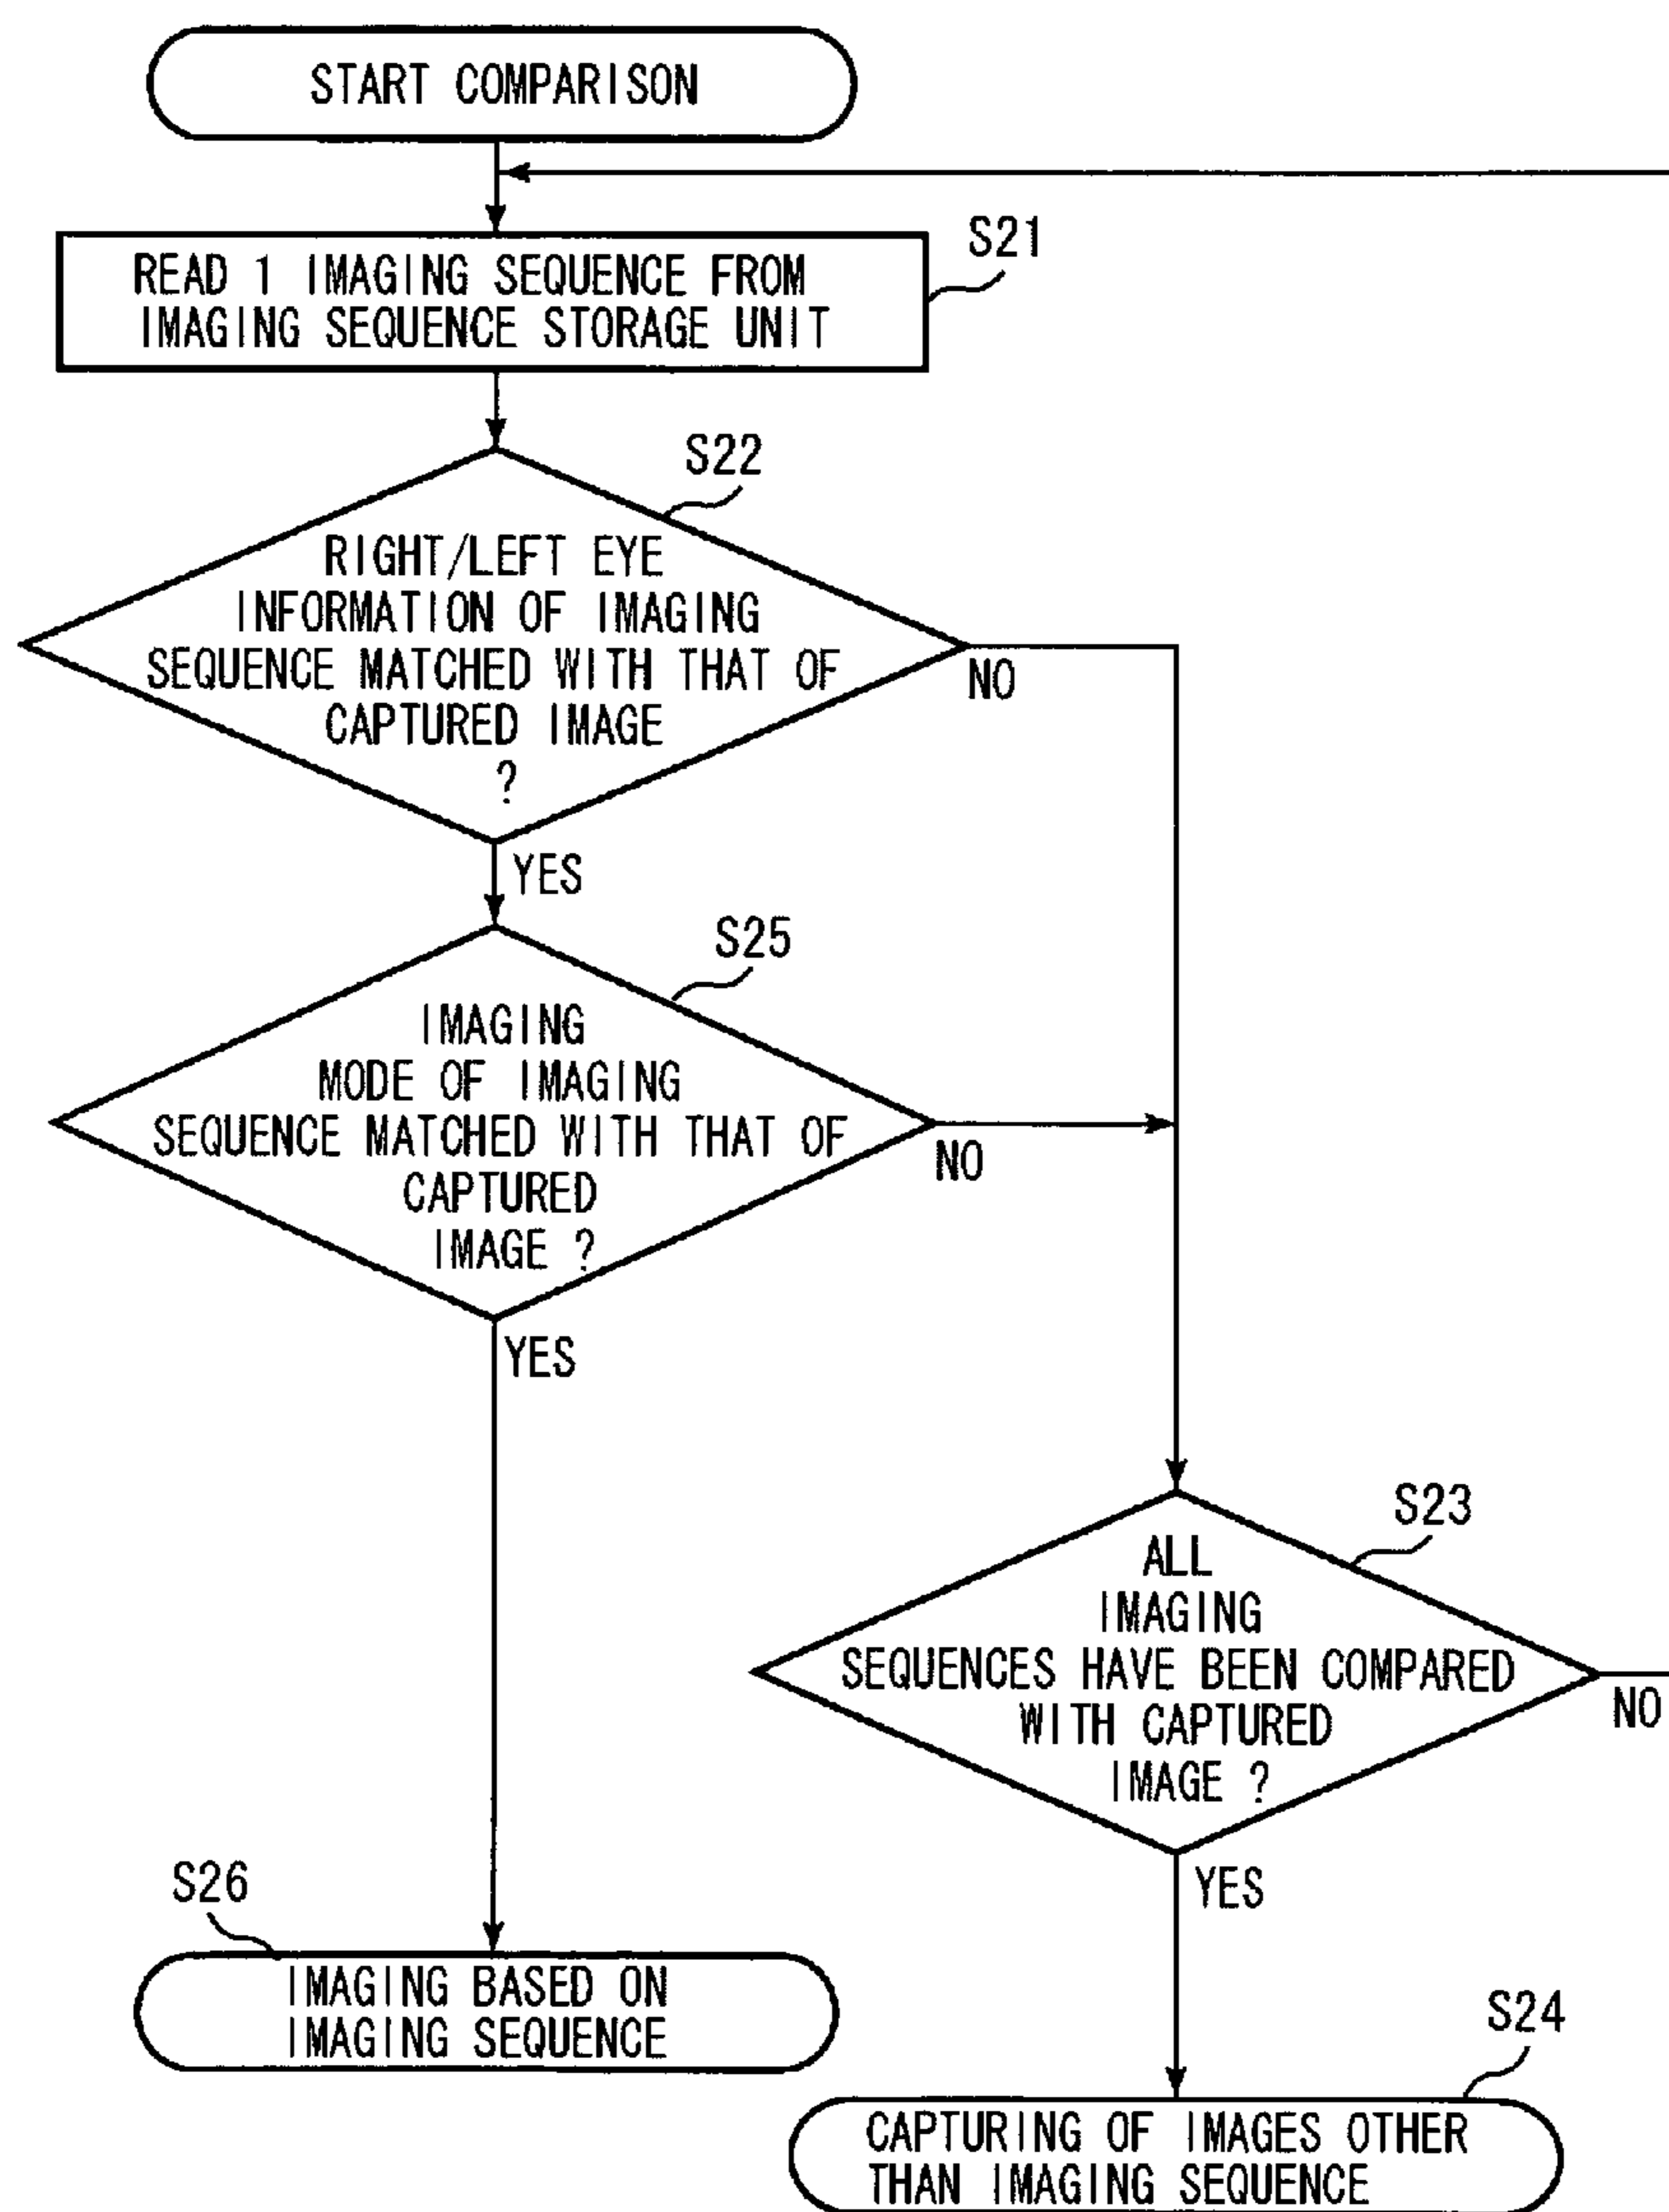 START COMPARISON
S21
READ 1 IMAGING SEQUENCE FROM
IMAGING SEQUENCE STORAGE UNIT
S22
RIGHT/LEFT EYE
INFORMATION OF IMAGING
SEQUENCE MATCHED WITH THAT OF
CAPTURED IMAGE
?
NO
YES
S25
IMAGING
MODE OF IMAGING
SEQUENCE MATCHED WITH THAT OF
CAPTURED
IMAGE ?
NO
YES
S23
ALL
IMAGING
SEQUENCES HAVE BEEN COMPARED
WITH CAPTURED
IMAGE ?
NO
YES
S26
IMAGING BASED ON
IMAGING SEQUENCE
S24
CAPTURING OF IMAGES OTHER
THAN IMAGING SEQUENCE